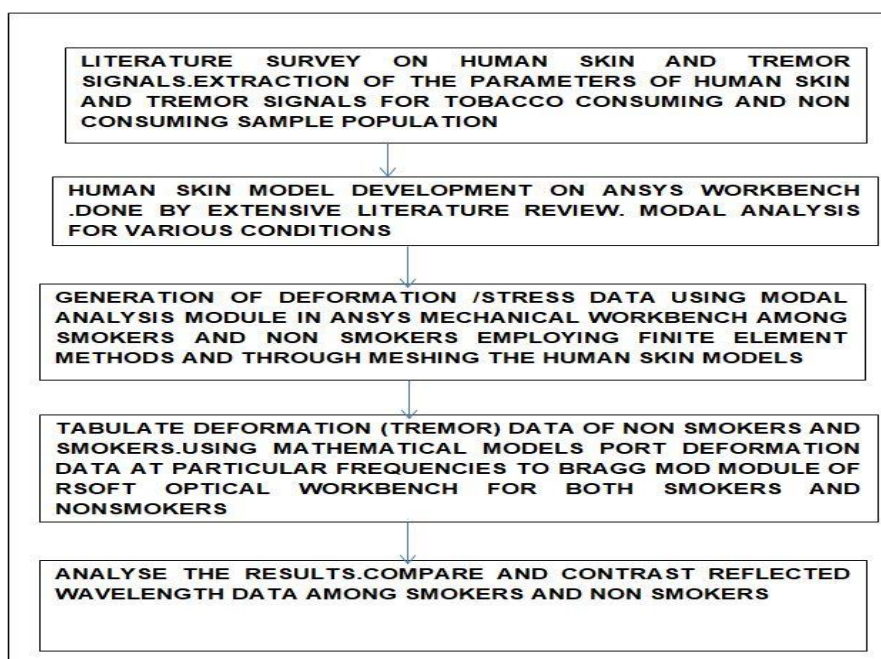 LITERATURE SURVEY ON HUMAN SKIN AND TREMOR
SIGNALS.EXTRACTION OF THE PARAMETERS OF HUMAN SKIN
AND TREMOR SIGNALS FOR TOBACCO CONSUMING AND NON
CONSUMING SAMPLE POPULATION
HUMAN SKIN MODEL DEVELOPMENT ON ANSYS WORKBENCH
.DONE BY EXTENSIVE LITERATURE REVIEW. MODAL ANALYSIS
FOR VARIOUS CONDITIONS
GENERATION OF DEFORMATION /STRESS DATA USING MODAL
ANALYSIS MODULE IN ANSYS MECHANICAL WORKBENCH AMONG
SMOKERS AND NON SMOKERS EMPLOYING FINITE ELEMENT
METHODS AND THROUGH MESHING THE HUMAN SKIN MODELS
TABULATE DEFORMATION (TREMOR) DATA OF NON SMOKERS AND
SMOKERS.USING MATHEMATICAL MODELS PORT DEFORMATION
DATA AT PARTICULAR FREQUENCIES TO BRAGG MOD MODULE OF
RSOFT OPTICAL WORKBENCH FOR BOTH SMOKERS AND
NONSMOKERS
ANALYSE THE RESULTS.COMPARE AND CONTRAST REFLECTED
WAVELENGTH DATA AMONG SMOKERS AND NON SMOKERS